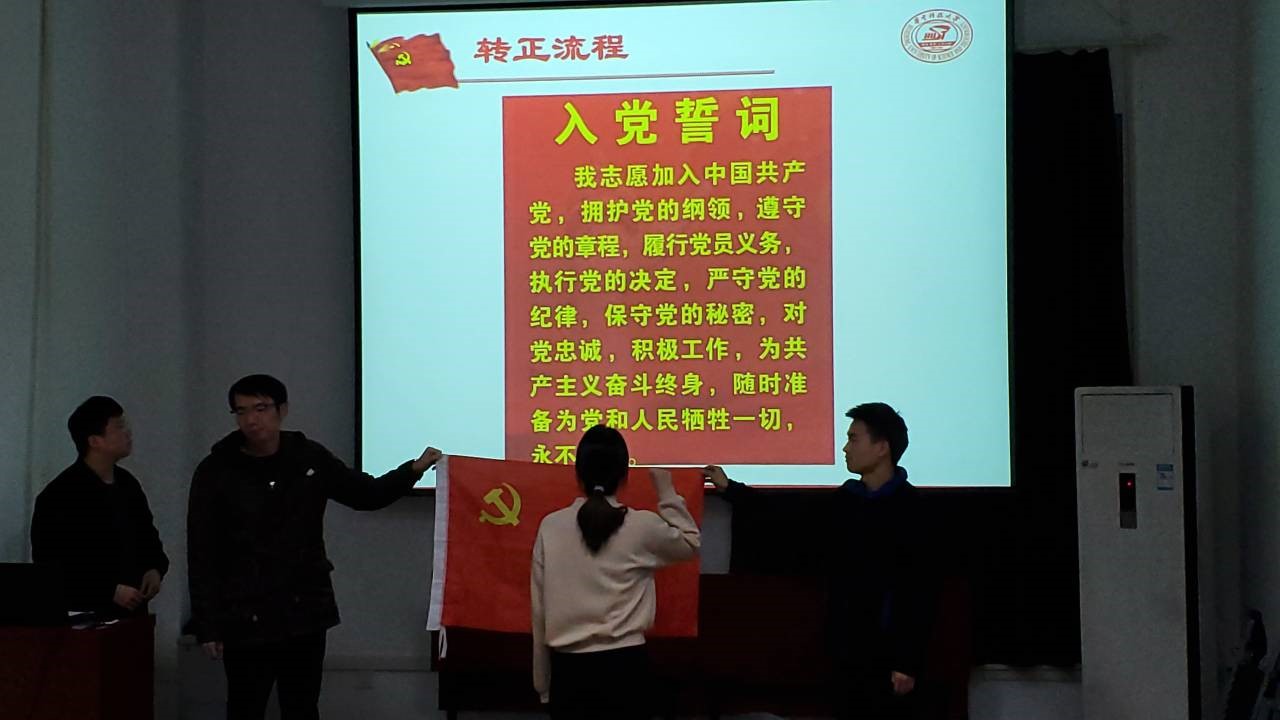 转正流程
入党誓词
我志愿加入中国共产
党，拥护党的纲领，遵守
党的章程，履行党员义务，
执行党的决定，严守党的
纪律，保守党的秘密，对
党忠诚，积极工作，为共
产主义奋斗终身，随时准
备为党和人民牺牲一切，
永不